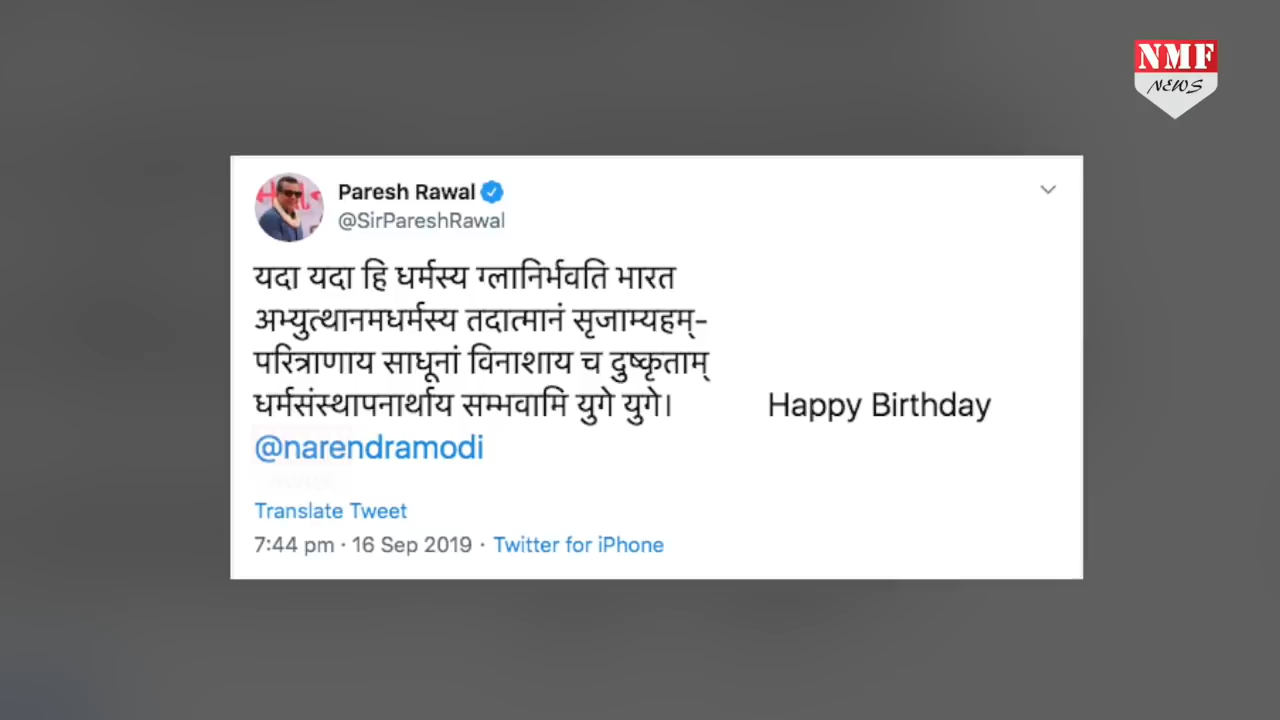 NMF
NEWS
Paresh Rawal
@SirPareshRawal
यदा यदा हि धर्मस्य ग्लानिर्भवति भारत
अभ्युत्थानमधर्मस्य तदात्मानं सृजाम्यहम्-
परित्राणाय साधूनां विनाशाय च दुष्कृताम्
धर्मसंस्थापनार्थाय सम्भवामि युगे युगे। Happy Birthday
@narendramodi
Translate Tweet
7:44 pm · 16 Sep 2019 · Twitter for iPhone